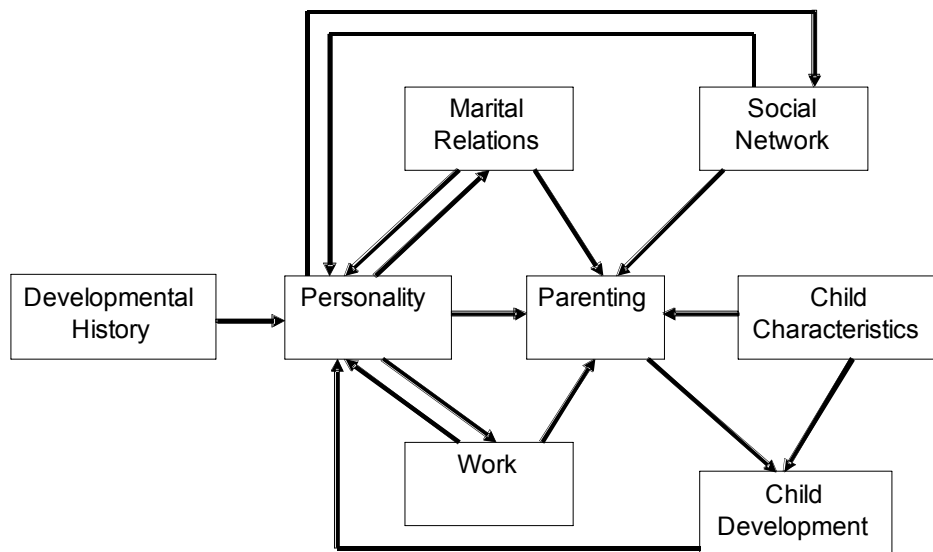 Marital
Relations
Social
Network
Developmental
History
Personality
Parenting
Child
Characteristics
Work
Child
Development